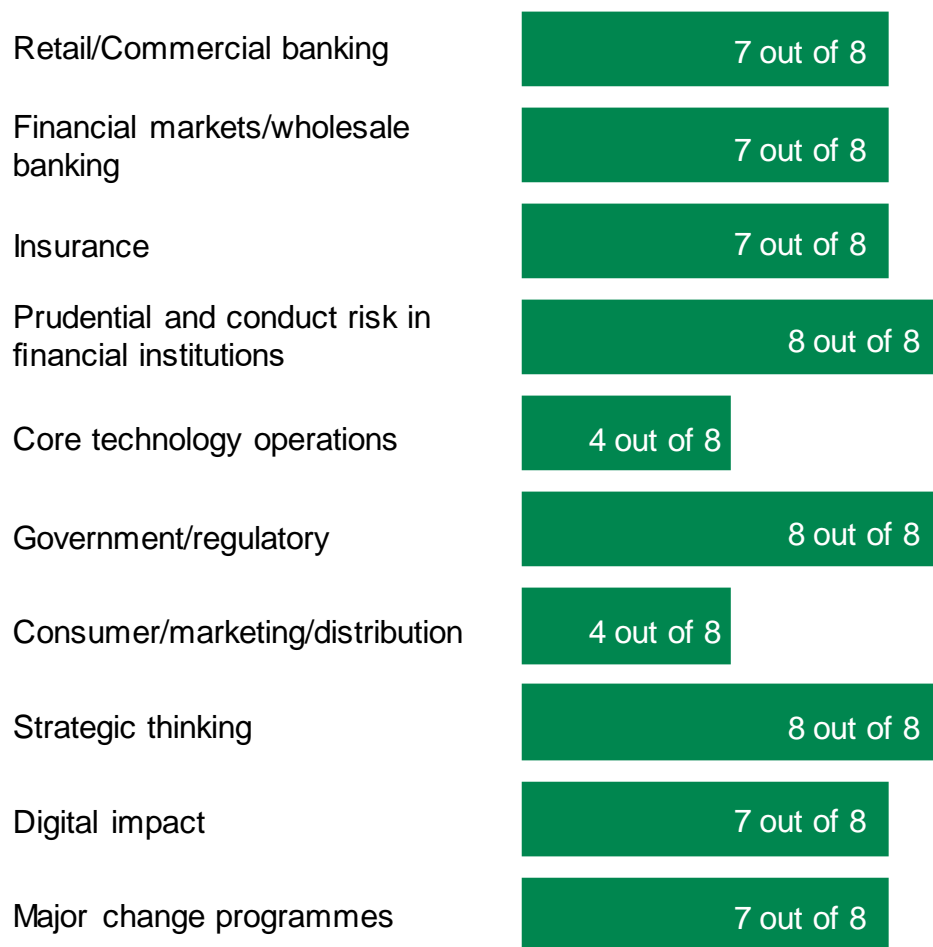 Retail/Commercial banking
7 out of 8
Financial markets/wholesale
banking
7 out of 8
Insurance
7 out of 8
Prudential and conduct risk in
financial institutions
8 out of 8
Core technology operations
4 out of 8
Government/regulatory
8 out of 8
Consumer/marketing/distribution
4 out of 8
Strategic thinking
8 out of 8
Digital impact
7 out of 8
Major change programmes
7 out of 8